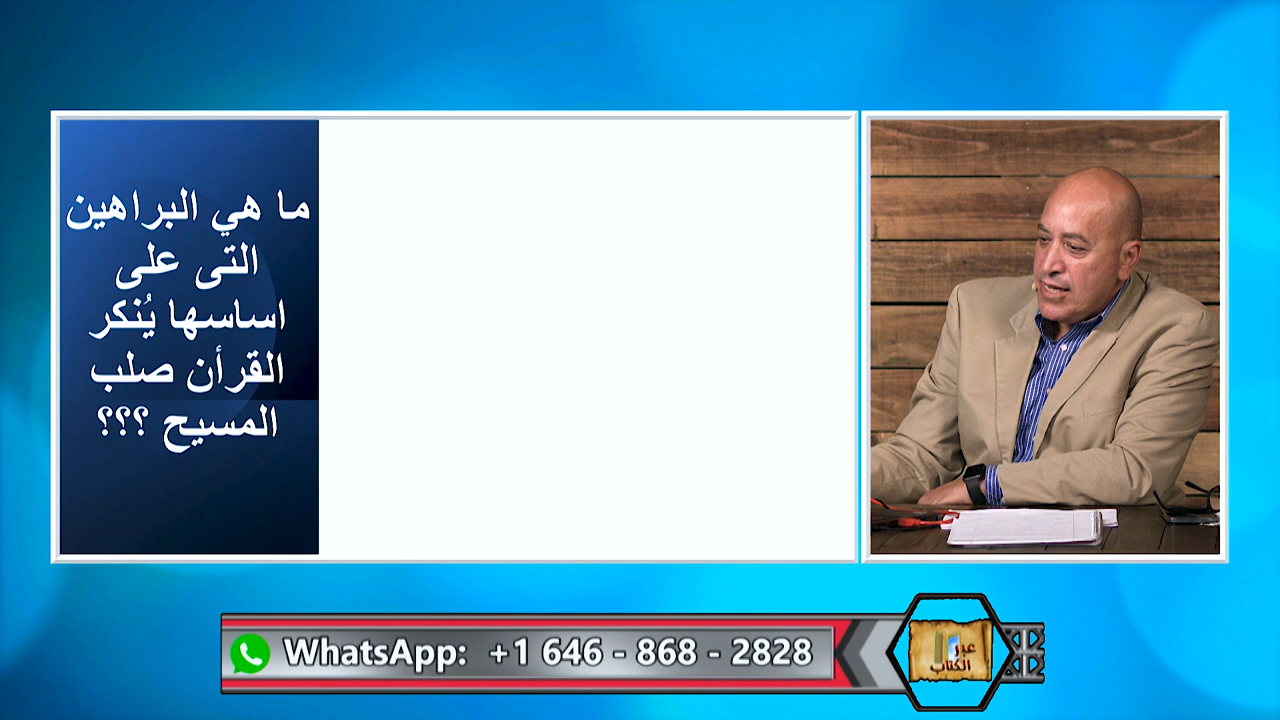 ما هي البراهين
التى على
اساسها يُنكر
القرأن صلب
المسيح ؟؟؟
WhatsApp: +1 646 - 868 - 2828
عبر
الكتاب